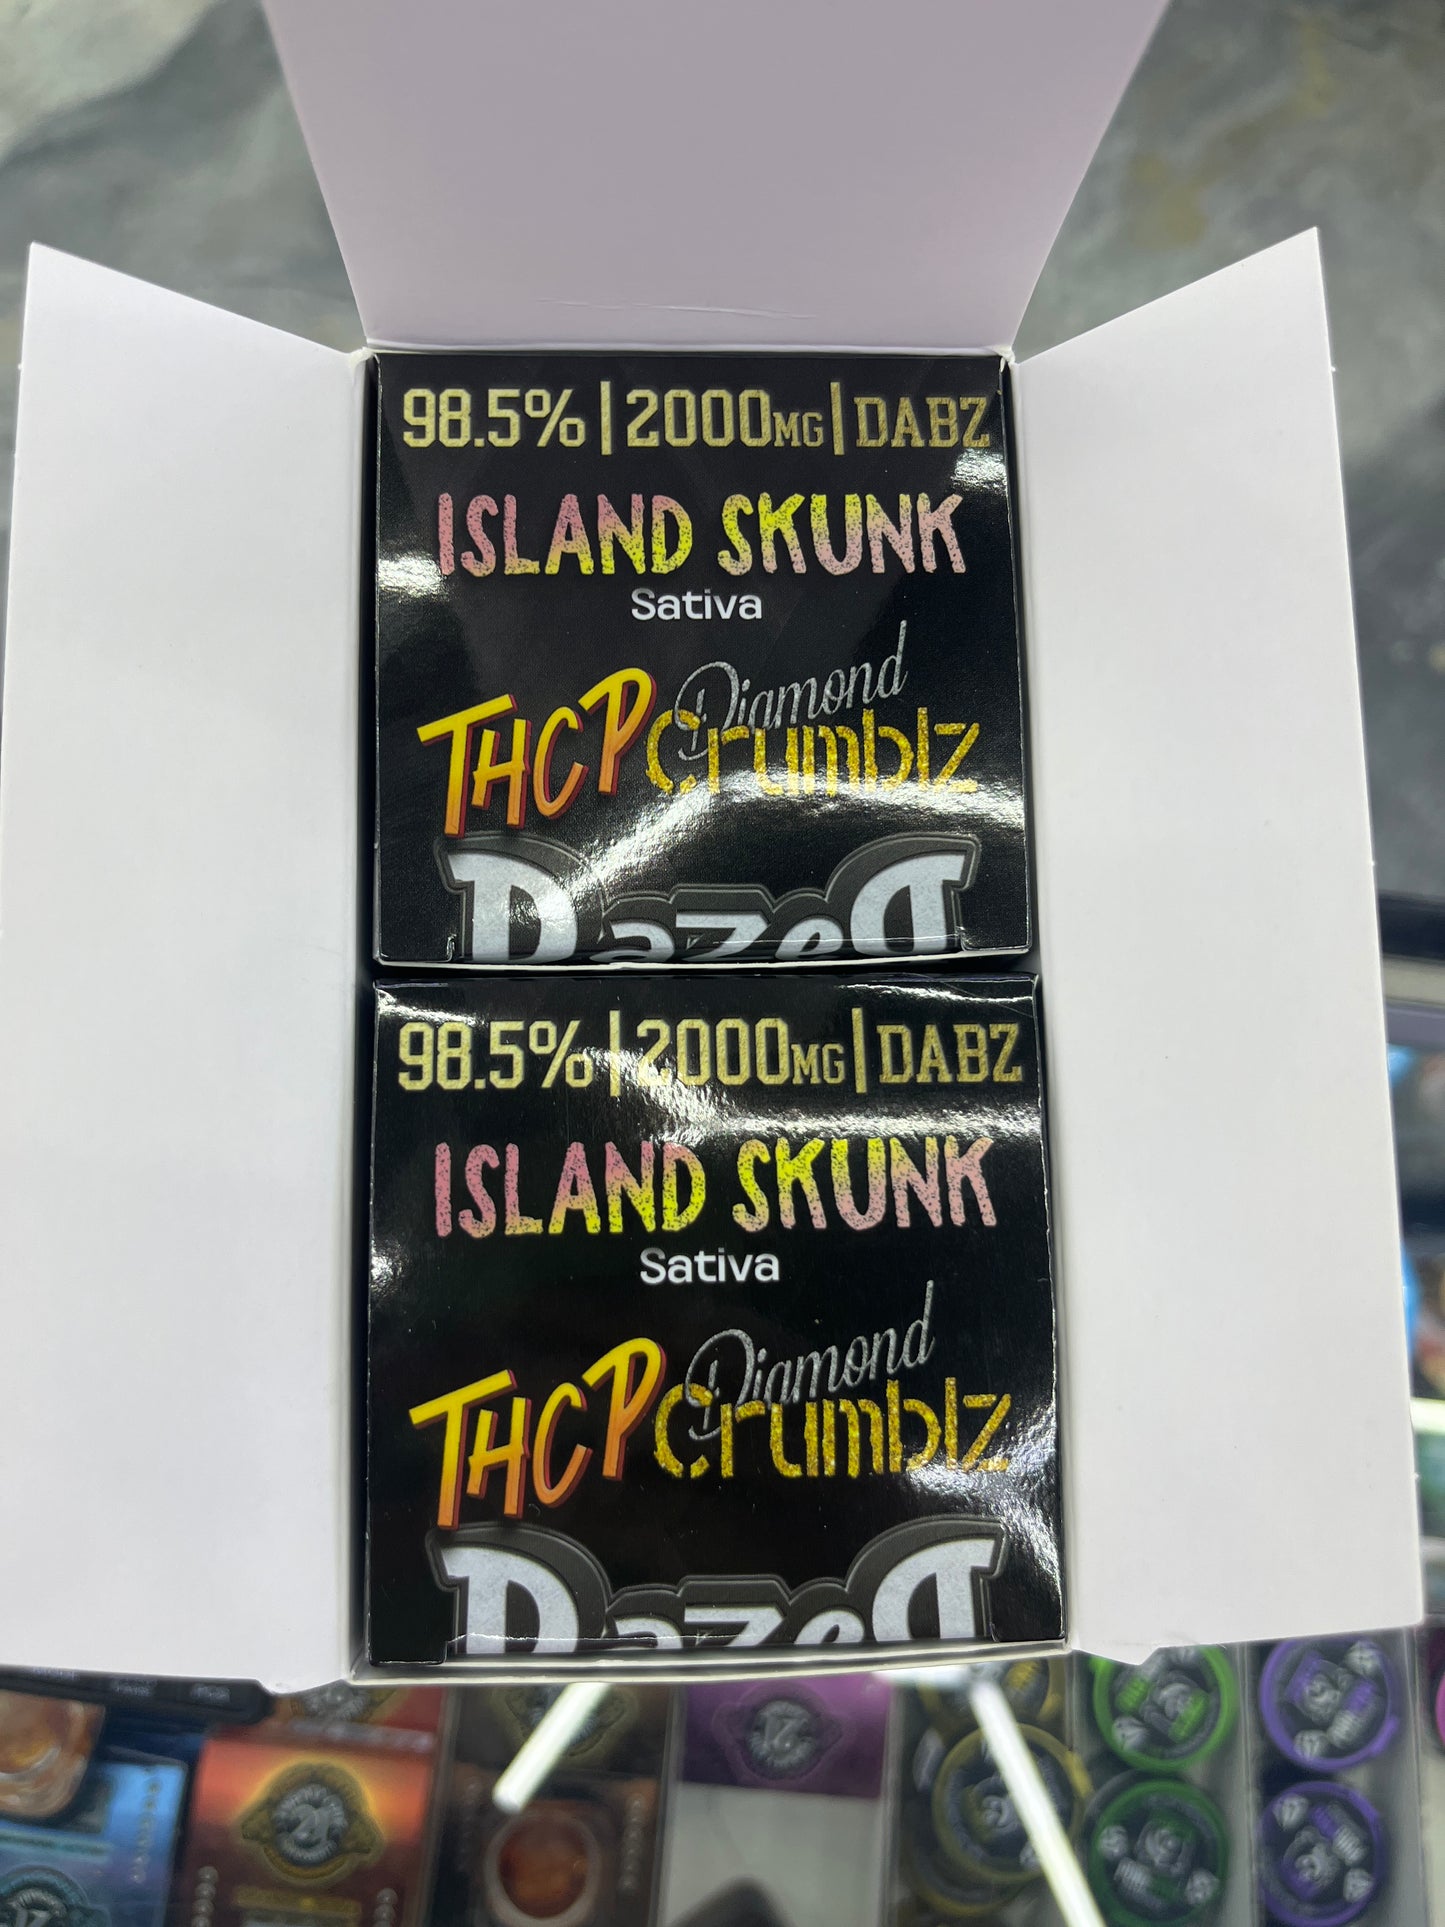 98.5% | 2000MG | DABZ
ISLAND SKUNK
Sativa
THCP Diamond
Crumblz
DazeD
98.5% | 2000MG | DABZ
ISLAND SKUNK
Sativa
THCP Diamond
Crumblz
DazeD